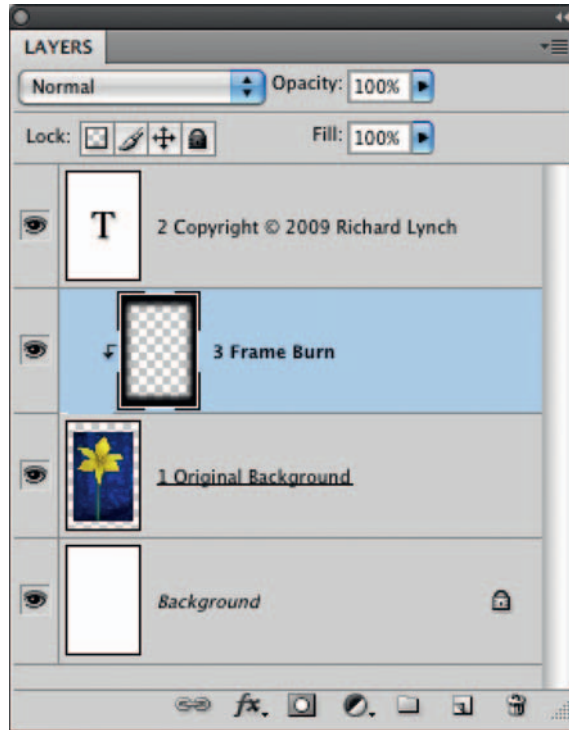 LAYERS
Normal Opacity: 100%
Lock: Fill: 100%
T 2 Copyright © 2009 Richard Lynch
3 Frame Burn
1 Original Background
Background
fx.